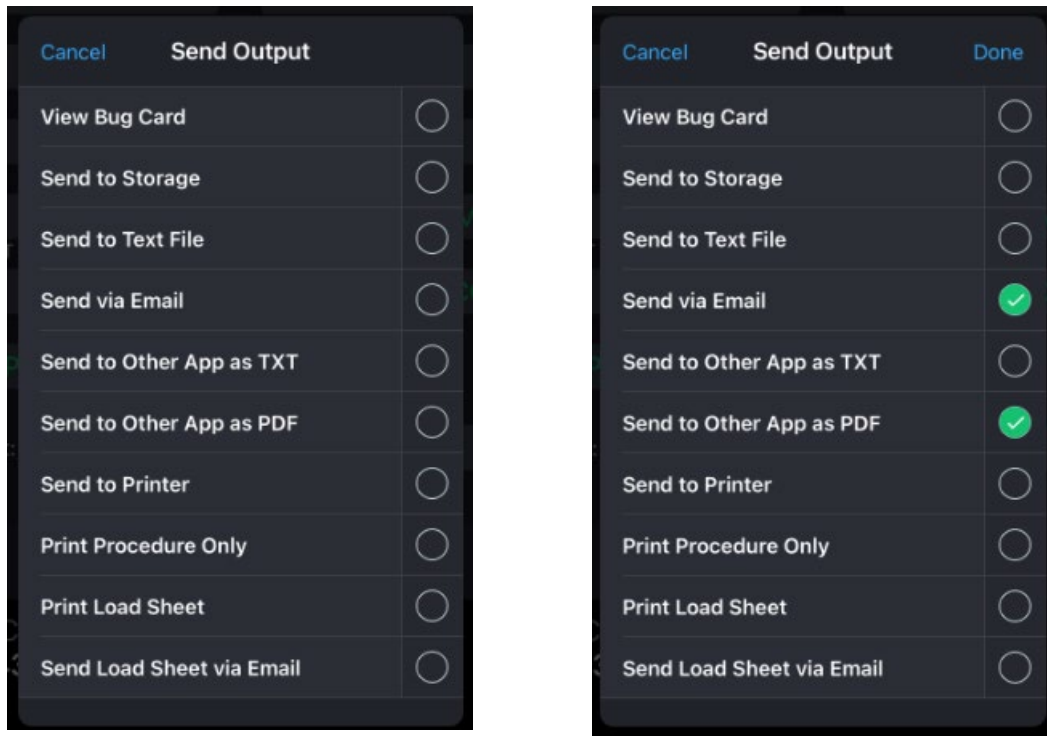 Cancel Send Output
View Bug Card
Send to Storage
Send to Text File
Send via Email
Send to Other App as TXT
Send to Other App as PDF
Send to Printer
Print Procedure Only
Print Load Sheet
Send Load Sheet via Email
Cancel Send Output Done
View Bug Card
Send to Storage
Send to Text File
Send via Email
Send to Other App as TXT
Send to Other App as PDF
Send to Printer
Print Procedure Only
Print Load Sheet
Send Load Sheet via Email